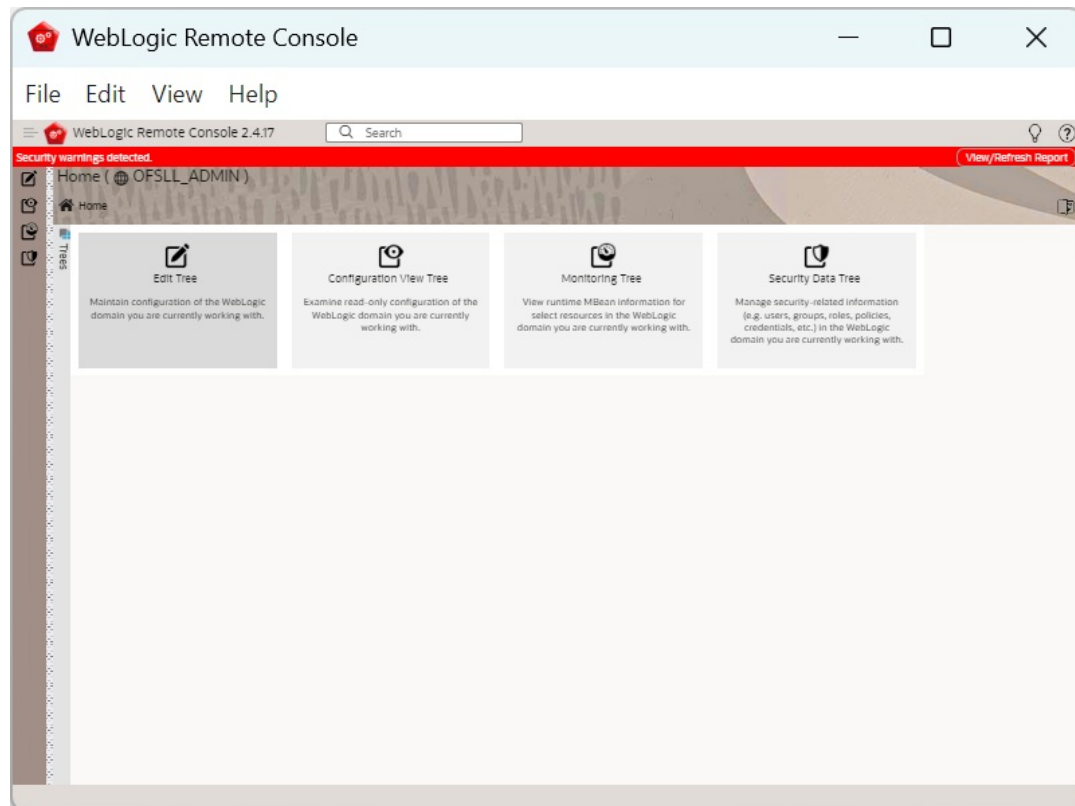 WebLogic Remote Console
File Edit View Help
WebLogic Remote Console 2.4.17
Search
Security warnings detected.
View/Refresh Report
Home ( OFSLL_ADMIN )
Home
Trees
Edit Tree
Maintain configuration of the WebLogic
domain you are currently working with.
Configuration View Tree
Examine read-only configuration of the
WebLogic domain you are currently
working with.
Monitoring Tree
View runtime MBean information for
select resources in the WebLogic
domain you are currently working with.
Security Data Tree
Manage security-related information
(e.g. users, groups, roles, policies,
credentials, etc.) in the WebLogic
domain you are currently working with.